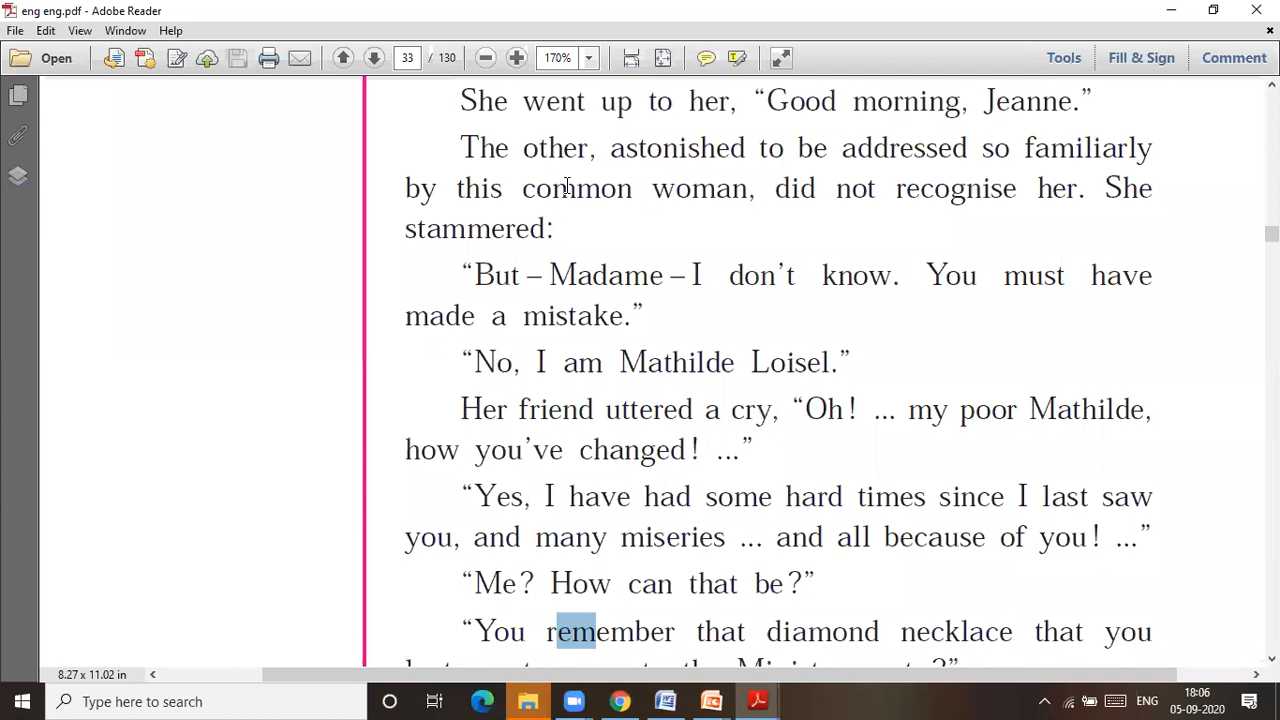 eng eng.pdf - Adobe Reader
File Edit View Window Help
Open 33 / 130 170% Tools Fill & Sign Comment
She went up to her, “Good morning, Jeanne.”
The other, astonished to be addressed so familiarly
by this common woman, did not recognise her. She
stammered:
“But – Madame – I don’t know. You must have
made a mistake.”
“No, I am Mathilde Loisel.”
Her friend uttered a cry, “Oh! ... my poor Mathilde,
how you’ve changed! ...”
“Yes, I have had some hard times since I last saw
you, and many miseries ... and all because of you! ...”
“Me? How can that be?”
“You remember that diamond necklace that you
8.27 x 11.02 in
Type here to search
ENG
18:06
05-09-2020